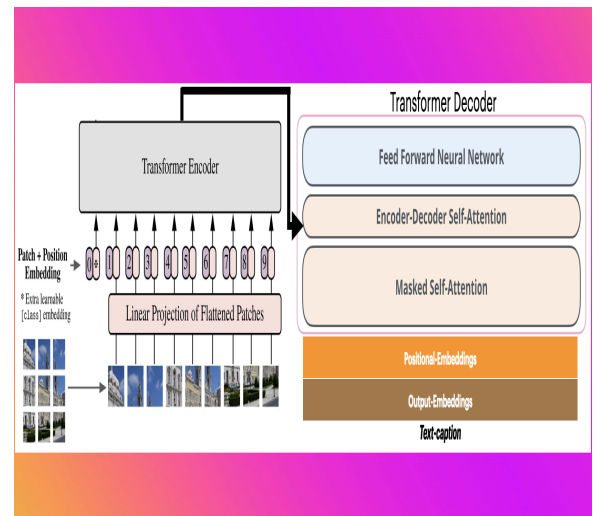 Transformer Encoder
Patch + Position
Embedding
0 * 1 2 3 4 5 6 7 8 9
* Extra learnable
[class] embedding
Linear Projection of Flattened Patches
Transformer Decoder
Feed Forward Neural Network
Encoder-Decoder Self-Attention
Masked Self-Attention
Positional-Embeddings
Output-Embeddings
Text-caption